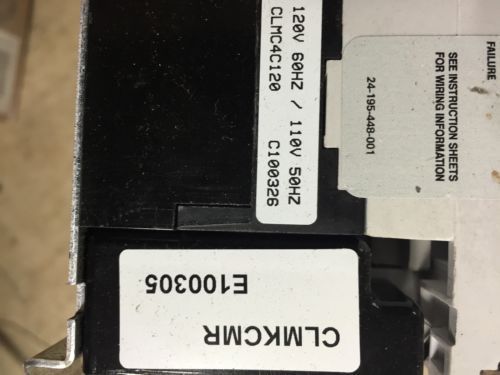 120V 60HZ / 110V 50HZ
CLMC4C120 C100326
FAILURE
SEE INSTRUCTION SHEETS
FOR WIRING INFORMATION
24-195-448-001
CLMKCMR
E100305